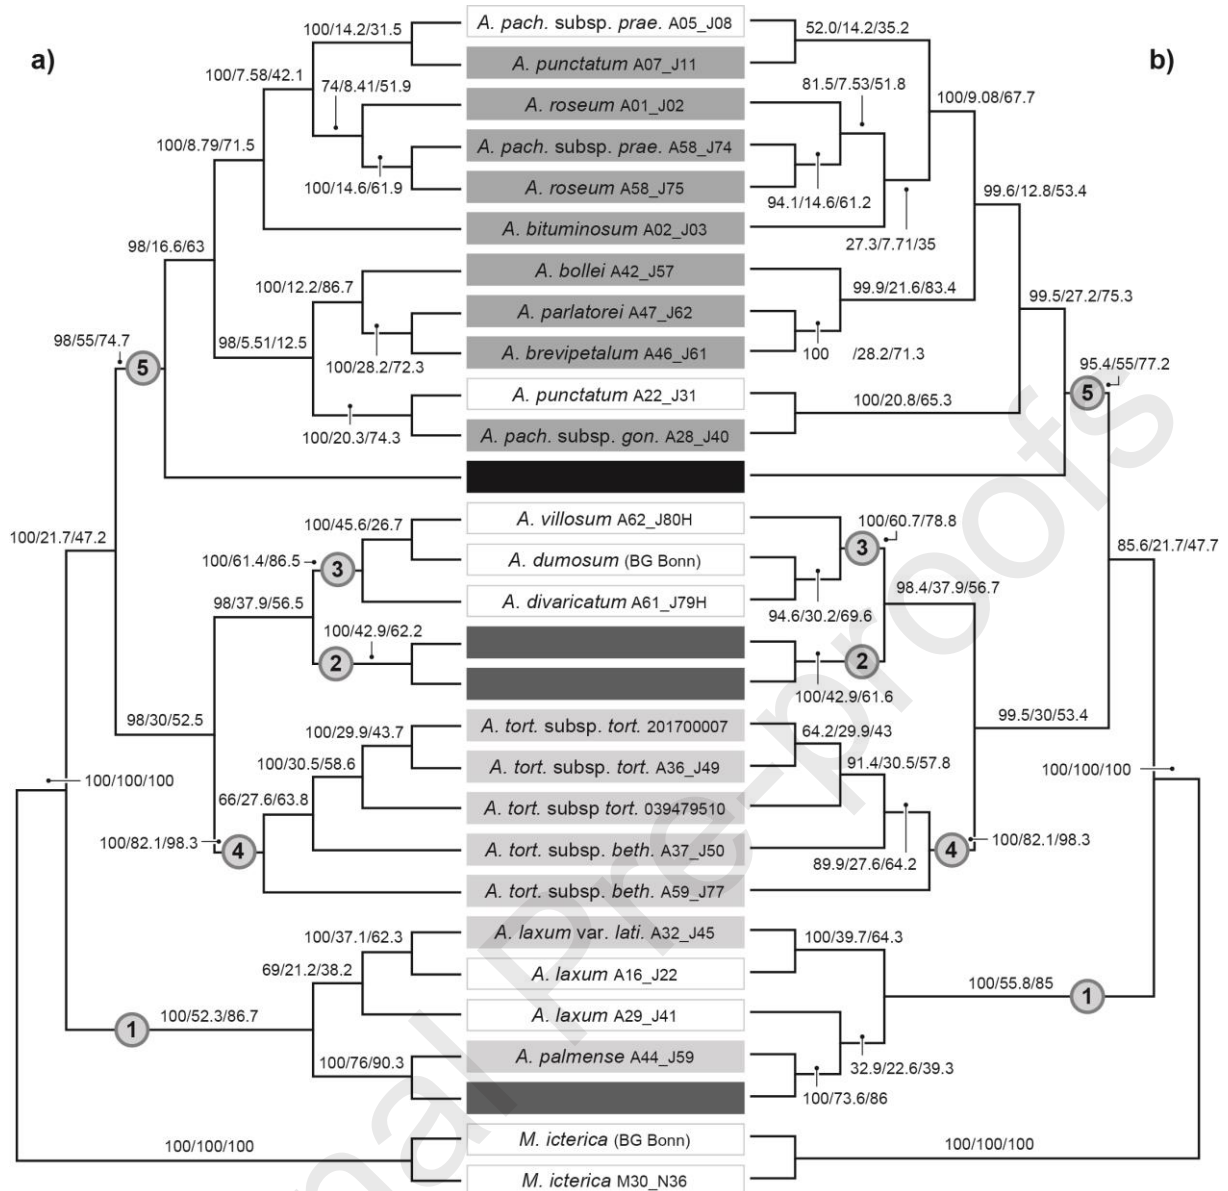 a)
b)
A. pach. subsp. prae. A05_J08
A. punctatum A07_J11
A. roseum A01_J02
A. pach. subsp. prae. A58_J74
A. roseum A58_J75
A. bituminosum A02_J03
A. bollei A42_J57
A. parlatorei A47_J62
A. brevipetalum A46_J61
A. punctatum A22_J31
A. pach. subsp. gon. A28_J40
A. villosum A62_J80H
A. dumosum (BG Bonn)
A. divaricatum A61_J79H
A. tort. subsp. tort. 201700007
A. tort. subsp. tort. A36_J49
A. tort. subsp tort. 039479510
A. tort. subsp. beth. A37_J50
A. tort. subsp. beth. A59_J77
A. laxum var. lati. A32_J45
A. laxum A16_J22
A. laxum A29_J41
A. palmense A44_J59
M. icterica (BG Bonn)
M. icterica M30_N36
100/14.2/31.5
100/7.58/42.1
74/8.41/51.9
100/8.79/71.5
100/14.6/61.9
98/16.6/63
100/12.2/86.7
98/55/74.7
98/5.51/12.5
5
100/28.2/72.3
100/20.3/74.3
100/21.7/47.2
100/45.6/26.7
100/61.4/86.5
3
98/37.9/56.5
100/42.9/62.2
2
98/30/52.5
100/29.9/43.7
100/30.5/58.6
100/100/100
66/27.6/63.8
100/82.1/98.3
4
100/37.1/62.3
69/21.2/38.2
1
100/52.3/86.7
100/76/90.3
100/100/100
52.0/14.2/35.2
81.5/7.53/51.8
100/9.08/67.7
99.6/12.8/53.4
94.1/14.6/61.2
27.3/7.71/35
99.9/21.6/83.4
99.5/27.2/75.3
100 /28.2/71.3
95.4/55/77.2
5
100/20.8/65.3
100/60.7/78.8
3
85.6/21.7/47.7
98.4/37.9/56.7
94.6/30.2/69.6
2
100/42.9/61.6
64.2/29.9/43
99.5/30/53.4
91.4/30.5/57.8
100/100/100
100/82.1/98.3
4
89.9/27.6/64.2
100/39.7/64.3
100/55.8/85
1
32.9/22.6/39.3
100/73.6/86
100/100/100
nal Pre-proofs